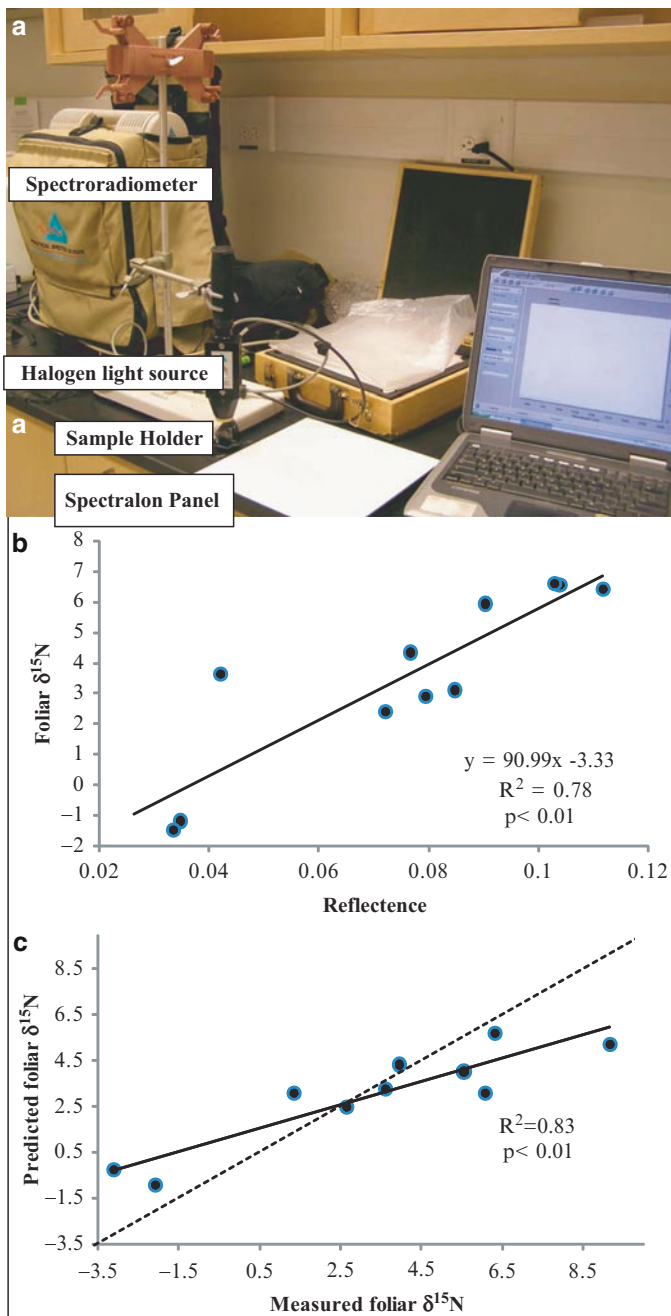 a
Spectroradiometer
Halogen light source
a
Sample Holder
Spectralon Panel
b
8
7
6
5
4
3
2
1
0
−1
−2
Foliar δ¹⁵N
y = 90.99x -3.33
R² = 0.78
p< 0.01
0.02 0.04 0.06 0.08 0.1 0.12
Reflectence
c
8.5
6.5
4.5
2.5
0.5
−1.5
−3.5
Predicted foliar δ¹⁵N
R²=0.83
p< 0.01
−3.5 −1.5 0.5 2.5 4.5 6.5 8.5
Measured foliar δ¹⁵N